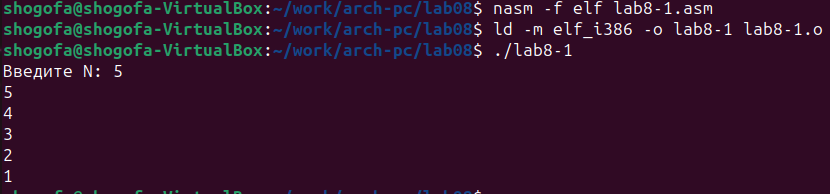 shogofa@shogofa-VirtualBox:~/work/arch-pc/lab08$ nasm -f elf lab8-1.asm
shogofa@shogofa-VirtualBox:~/work/arch-pc/lab08$ ld -m elf_i386 -o lab8-1 lab8-1.o
shogofa@shogofa-VirtualBox:~/work/arch-pc/lab08$ ./lab8-1
Введите N: 5
5
4
3
2
1